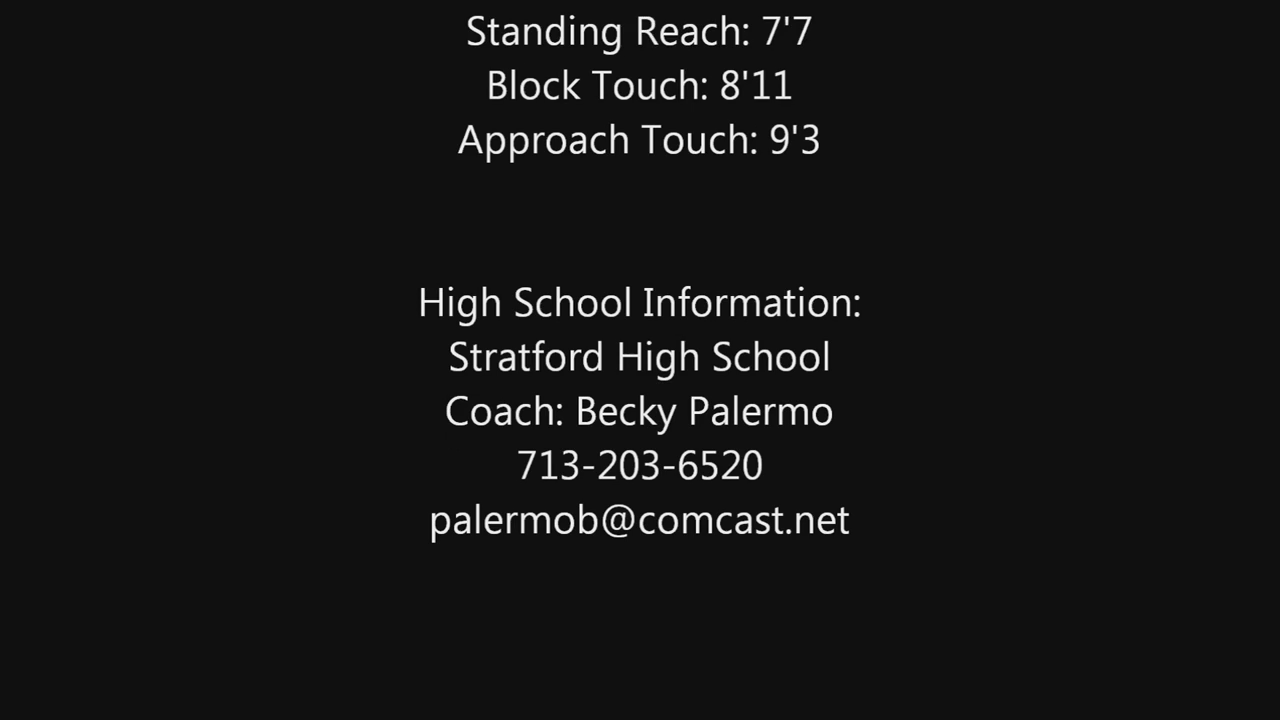 Standing Reach: 7'7
Block Touch: 8'11
Approach Touch: 9'3
High School Information:
Stratford High School
Coach: Becky Palermo
713-203-6520
palermob@comcast.net